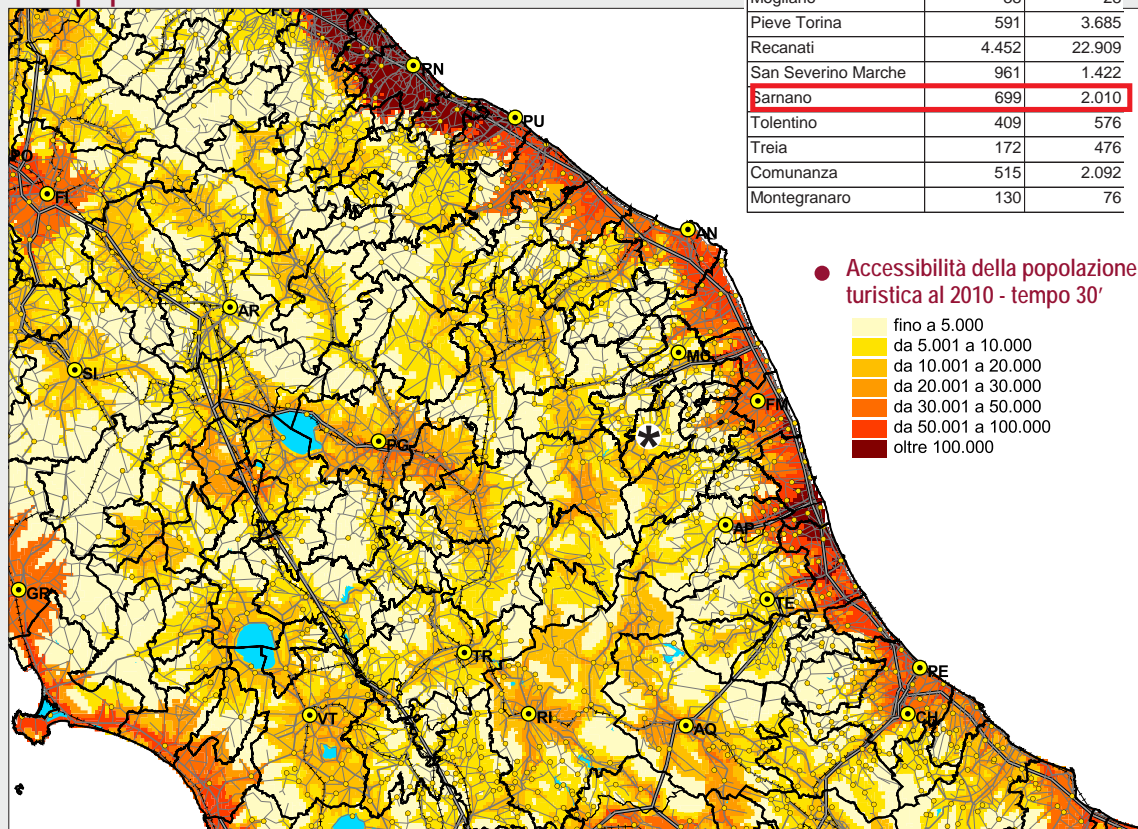 Pieve Torina 591 3.685
Recanati 4.452 22.909
San Severino Marche 961 1.422
Sarnano 699 2.010
Tolentino 409 576
Treia 172 476
Comunanza 515 2.092
Montegranaro 130 76
Accessibilità della popolazione
turistica al 2010 - tempo 30'
fino a 5.000
da 5.001 a 10.000
da 10.001 a 20.000
da 20.001 a 30.000
da 30.001 a 50.000
da 50.001 a 100.000
oltre 100.000
RN
PU
FI
AN
AR
MC
SI
FM
PG
AP
GR
TE
TR
PE
VT
RI
AQ
CH